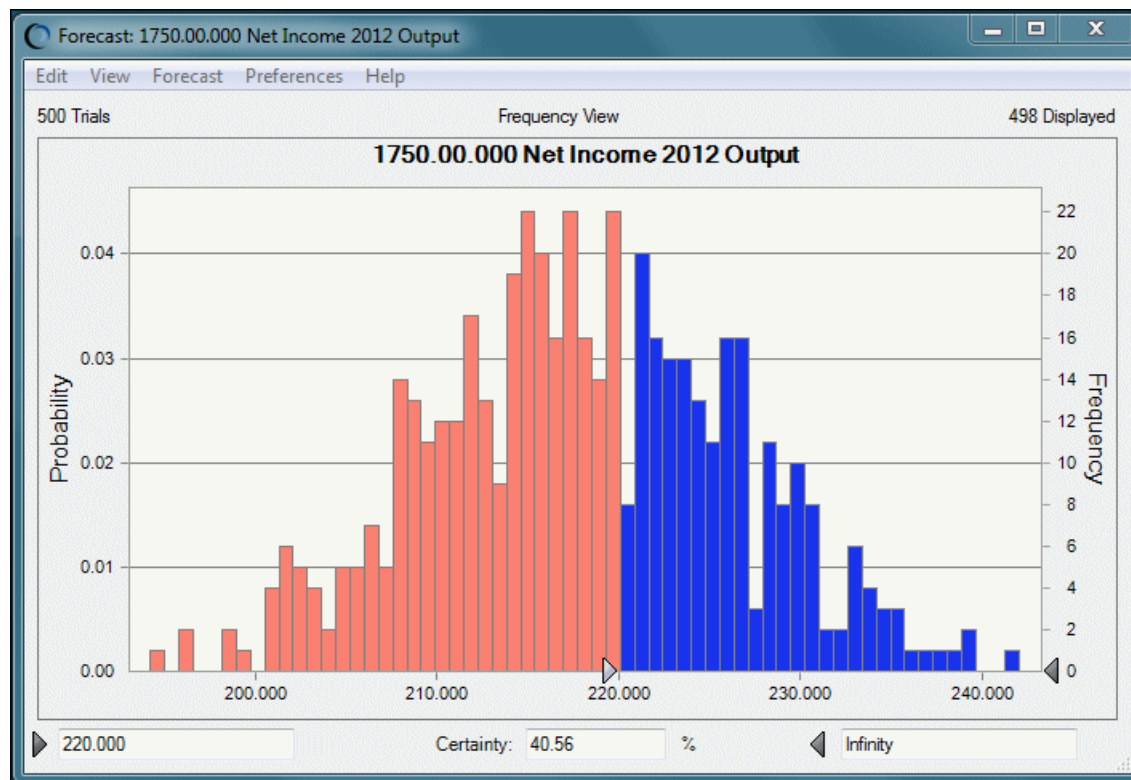 Forecast: 1750.00.000 Net Income 2012 Output
Edit View Forecast Preferences Help
500 Trials Frequency View 498 Displayed
1750.00.000 Net Income 2012 Output
Probability
0.04
0.03
0.02
0.01
0.00
22
20
18
16
14
12
10
8
6
4
2
0
Frequency
200.000 210.000 220.000 230.000 240.000
220.000 Certainty: 40.56 % Infinity